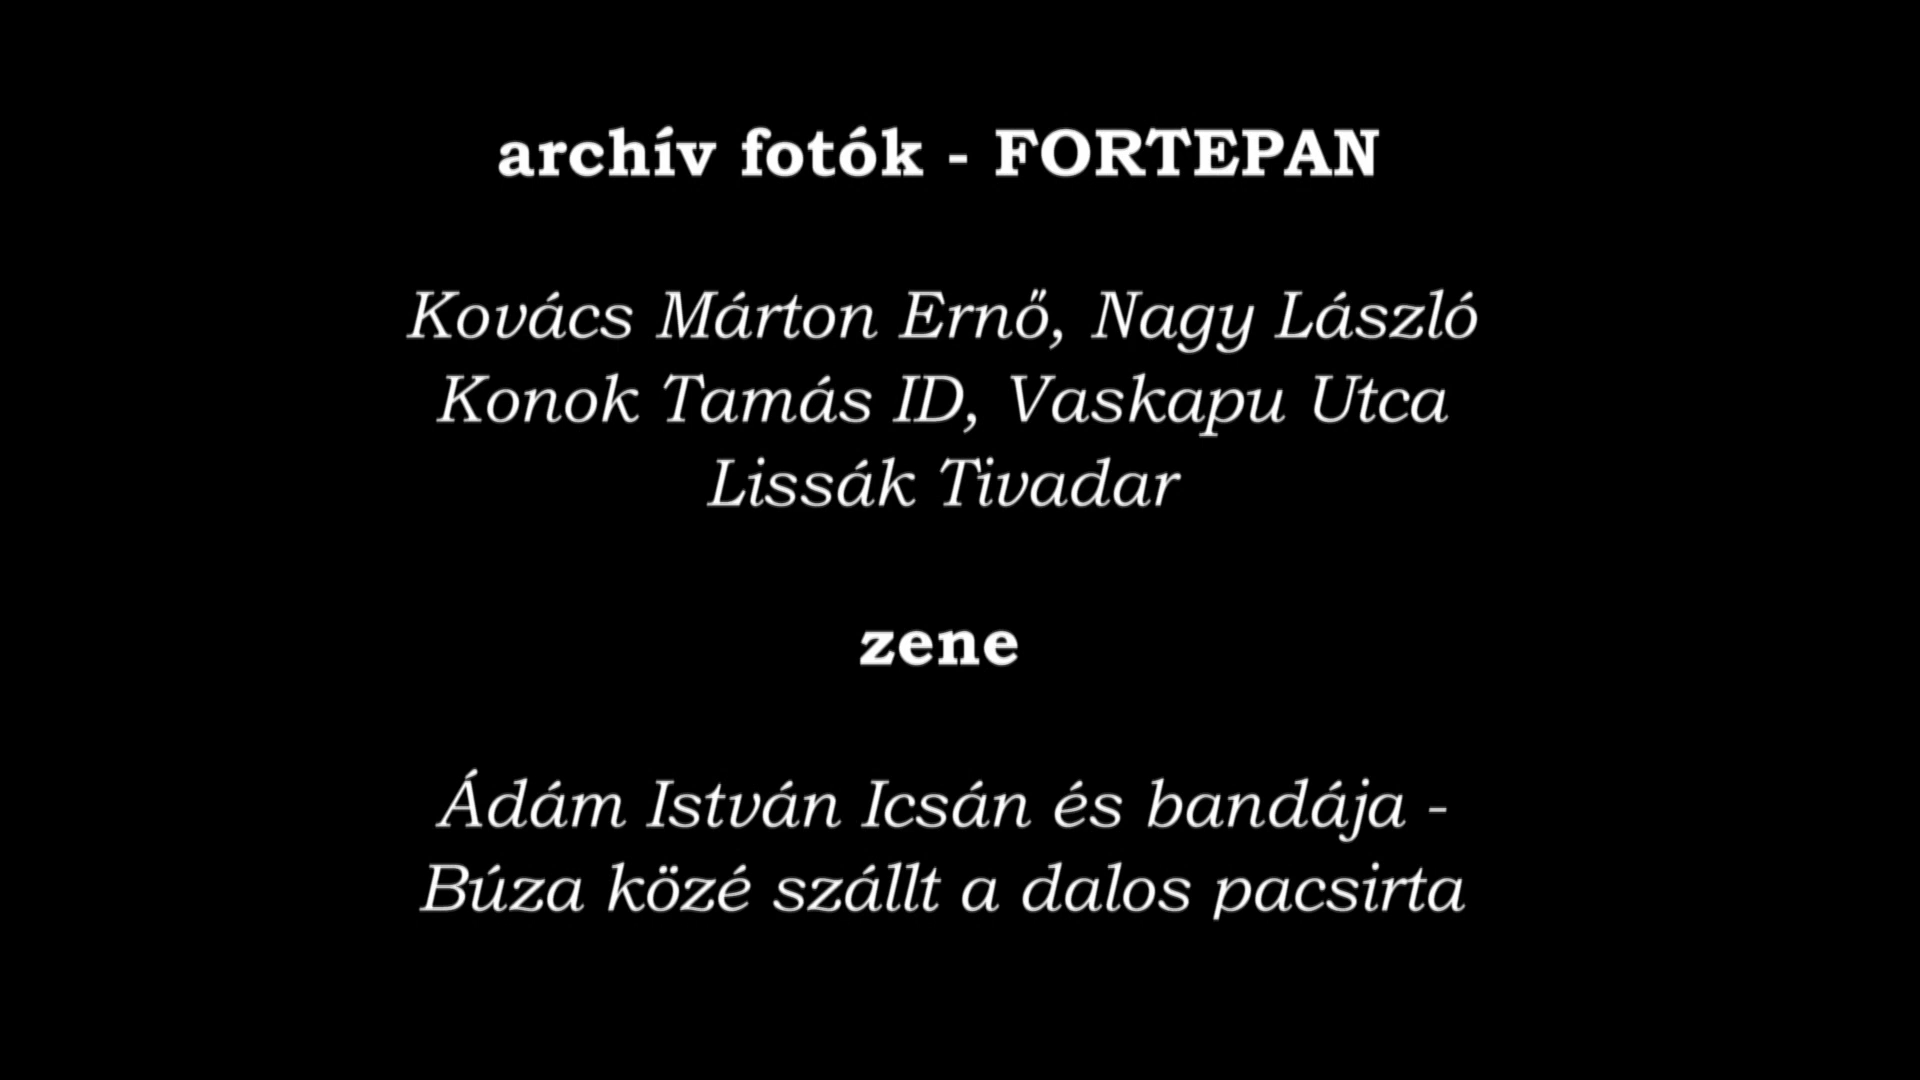 archív fotók - FORTEPAN
Kovács Márton Ernő, Nagy László
Konok Tamás ID, Vaskapu Utca
Lissák Tivadar
zene
Ádám István Icsán és bandája -
Búza közé szállt a dalos pacsirta